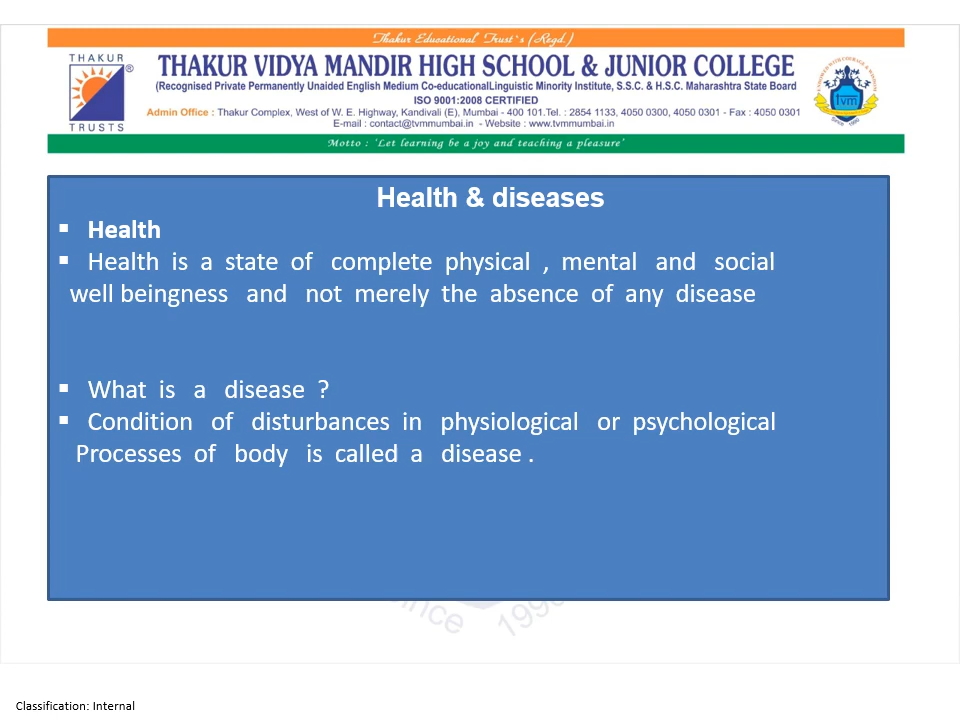 Thakur Educational Trust`s (Regd.)
THAKUR
®
TRUSTS
THAKUR VIDYA MANDIR HIGH SCHOOL & JUNIOR COLLEGE
(Recognised Private Permanently Unaided English Medium Co-educationalLinguistic Minority Institute, S.S.C. & H.S.C. Maharashtra State Board
ISO 9001:2008 CERTIFIED
Admin Office : Thakur Complex, West of W. E. Highway, Kandivali (E), Mumbai - 400 101.Tel. : 2854 1133, 4050 0300, 4050 0301 - Fax : 4050 0301
E-mail : contact@tvmmumbai.in - Website : www.tvmmumbai.in
tvm
Since 1990
Motto : 'Let learning be a joy and teaching a pleasure'
Health & diseases
▪ Health
▪ Health is a state of complete physical , mental and social
well beingness and not merely the absence of any disease
▪ What is a disease ?
▪ Condition of disturbances in physiological or psychological
Processes of body is called a disease .
Since 1990
Classification: Internal